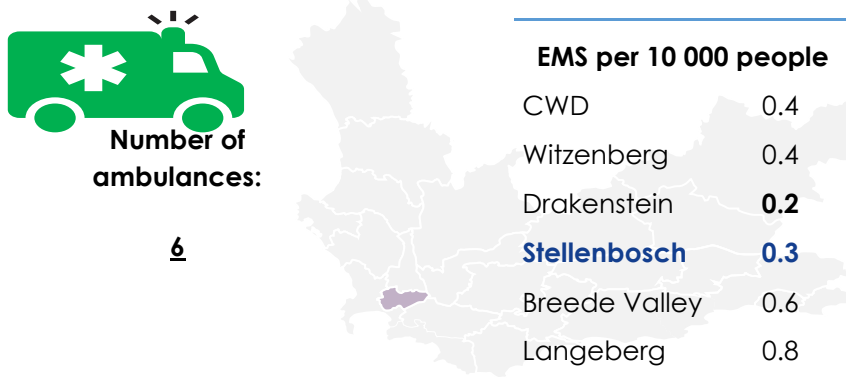 Number of
ambulances:
6
EMS per 10 000 people
CWD 0.4
Witzenberg 0.4
Drakenstein 0.2
Stellenbosch 0.3
Breede Valley 0.6
Langeberg 0.8